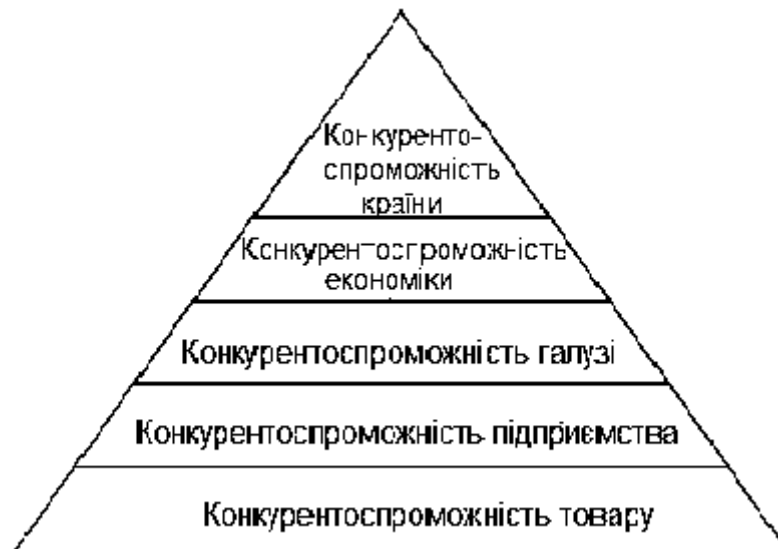 Конкуренто-
спроможність
країни
Конкурентоспроможність
економіки
Конкурентоспроможність галузі
Конкурентоспроможність підприємства
Конкурентоспроможність товару